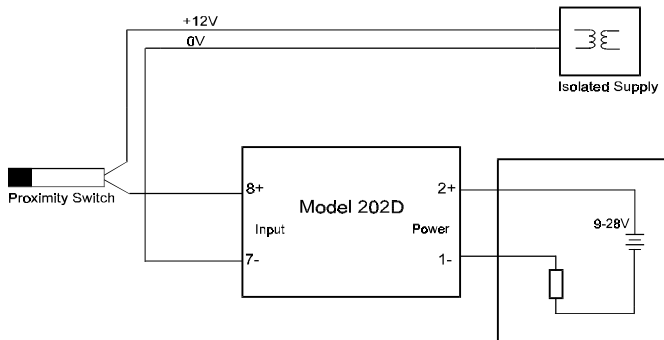 +12V
0V
Isolated Supply
Proximity Switch
8+
Model 202D
2+
Input
Power
7-
1-
9-28V